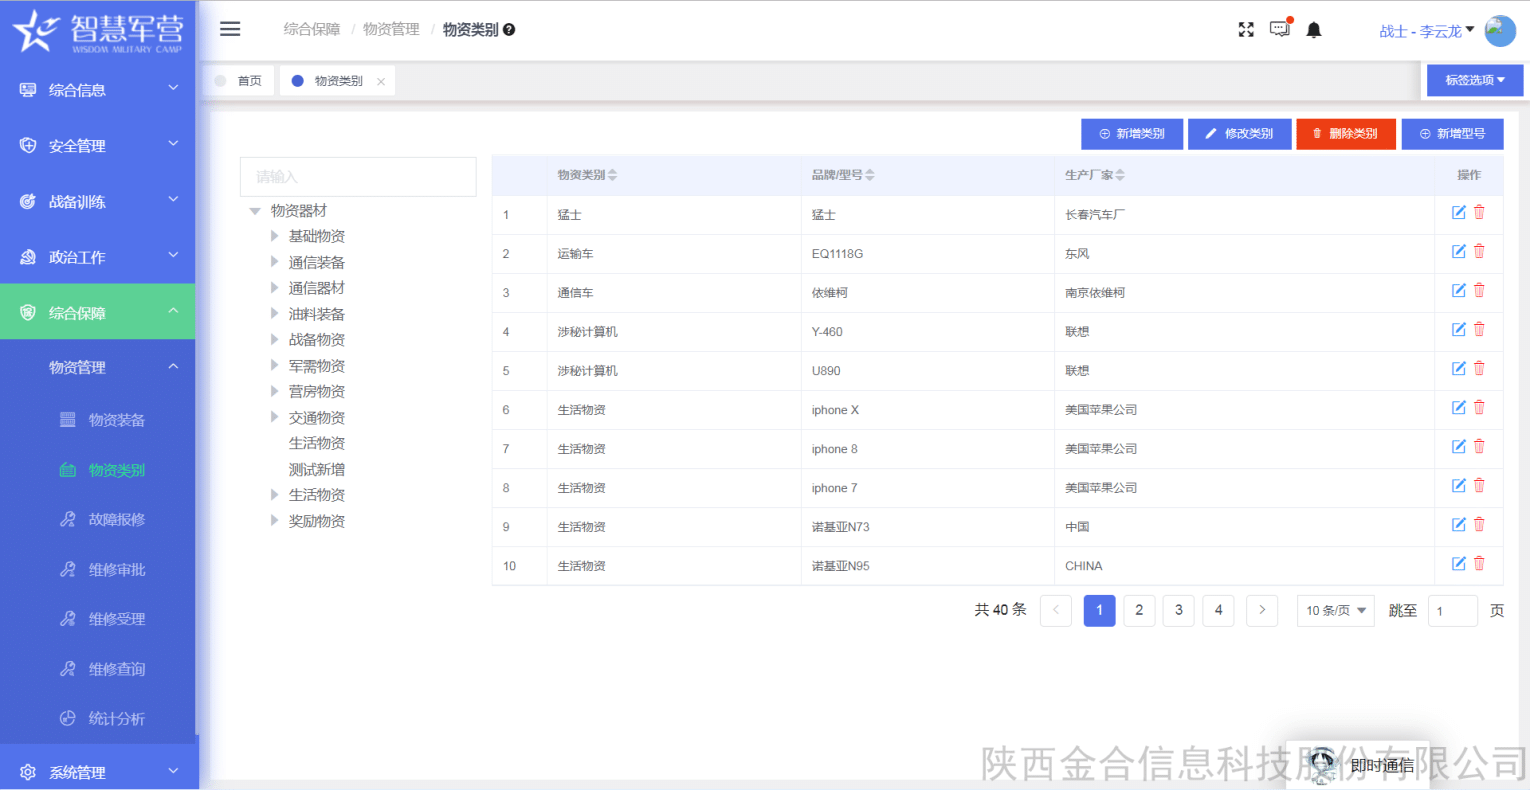 智慧军营
WISDOM MILITARY CAMP
综合保障 / 物资管理 / 物资类别
战士 - 李云龙
首页
物资类别
标签选项
综合信息
安全管理
战备训练
政治工作
综合保障
物资管理
物资装备
物资类别
故障报修
维修审批
维修受理
维修查询
统计分析
系统管理
新增类别 修改类别 删除类别 新增型号
请输入
物资器材
基础物资
通信装备
通信器材
油料装备
战备物资
军需物资
营房物资
交通物资
生活物资
测试新增
生活物资
奖励物资
物资类别 品牌/型号 生产厂家 操作
1 猛士 猛士 长春汽车厂
2 运输车 EQ1118G 东风
3 通信车 依维柯 南京依维柯
4 涉秘计算机 Y-460 联想
5 涉秘计算机 U890 联想
6 生活物资 iphone X 美国苹果公司
7 生活物资 iphone 8 美国苹果公司
8 生活物资 iphone 7 美国苹果公司
9 生活物资 诺基亚N73 中国
10 生活物资 诺基亚N95 CHINA
共 40 条 < 1 2 3 4 > 10 条/页 跳至 1 页
即时通信
陕西金合信息科技股份有限公司